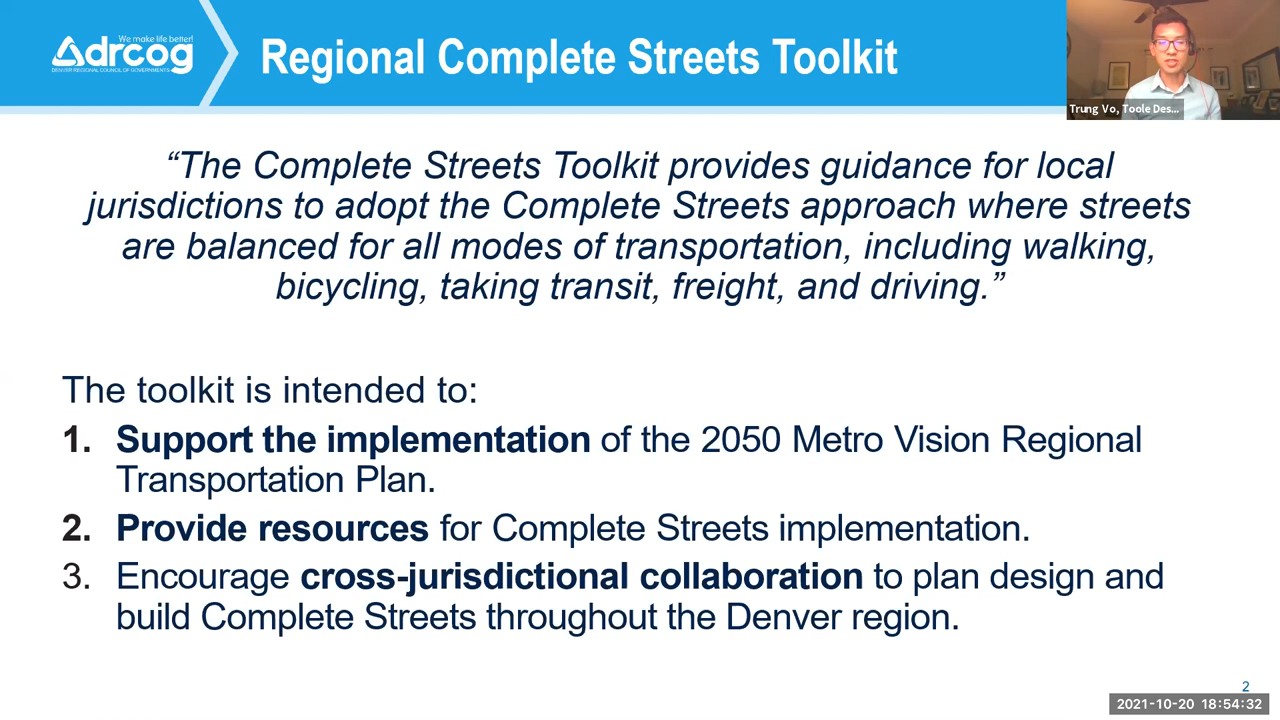 We make life better!
drcog
DENVER REGIONAL COUNCIL OF GOVERNMENTS
Regional Complete Streets Toolkit
Trung Vo, Toole Des...
“The Complete Streets Toolkit provides guidance for local
jurisdictions to adopt the Complete Streets approach where streets
are balanced for all modes of transportation, including walking,
bicycling, taking transit, freight, and driving.”
The toolkit is intended to:
1. Support the implementation of the 2050 Metro Vision Regional
Transportation Plan.
2. Provide resources for Complete Streets implementation.
3. Encourage cross-jurisdictional collaboration to plan design and
build Complete Streets throughout the Denver region.
2
2021-10-20 18:54:32